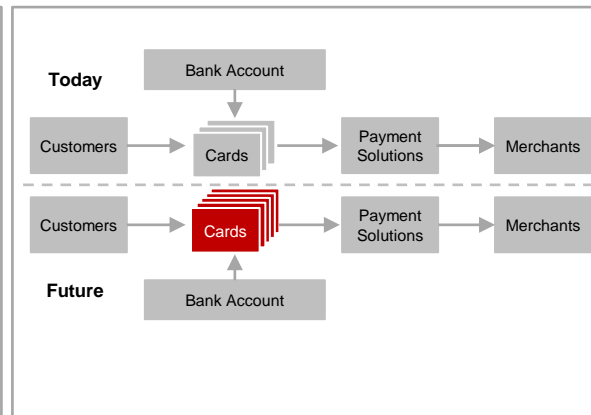 Today
Bank Account
Customers
Cards
Payment
Solutions
Merchants
Customers
Cards
Payment
Solutions
Merchants
Future
Bank Account